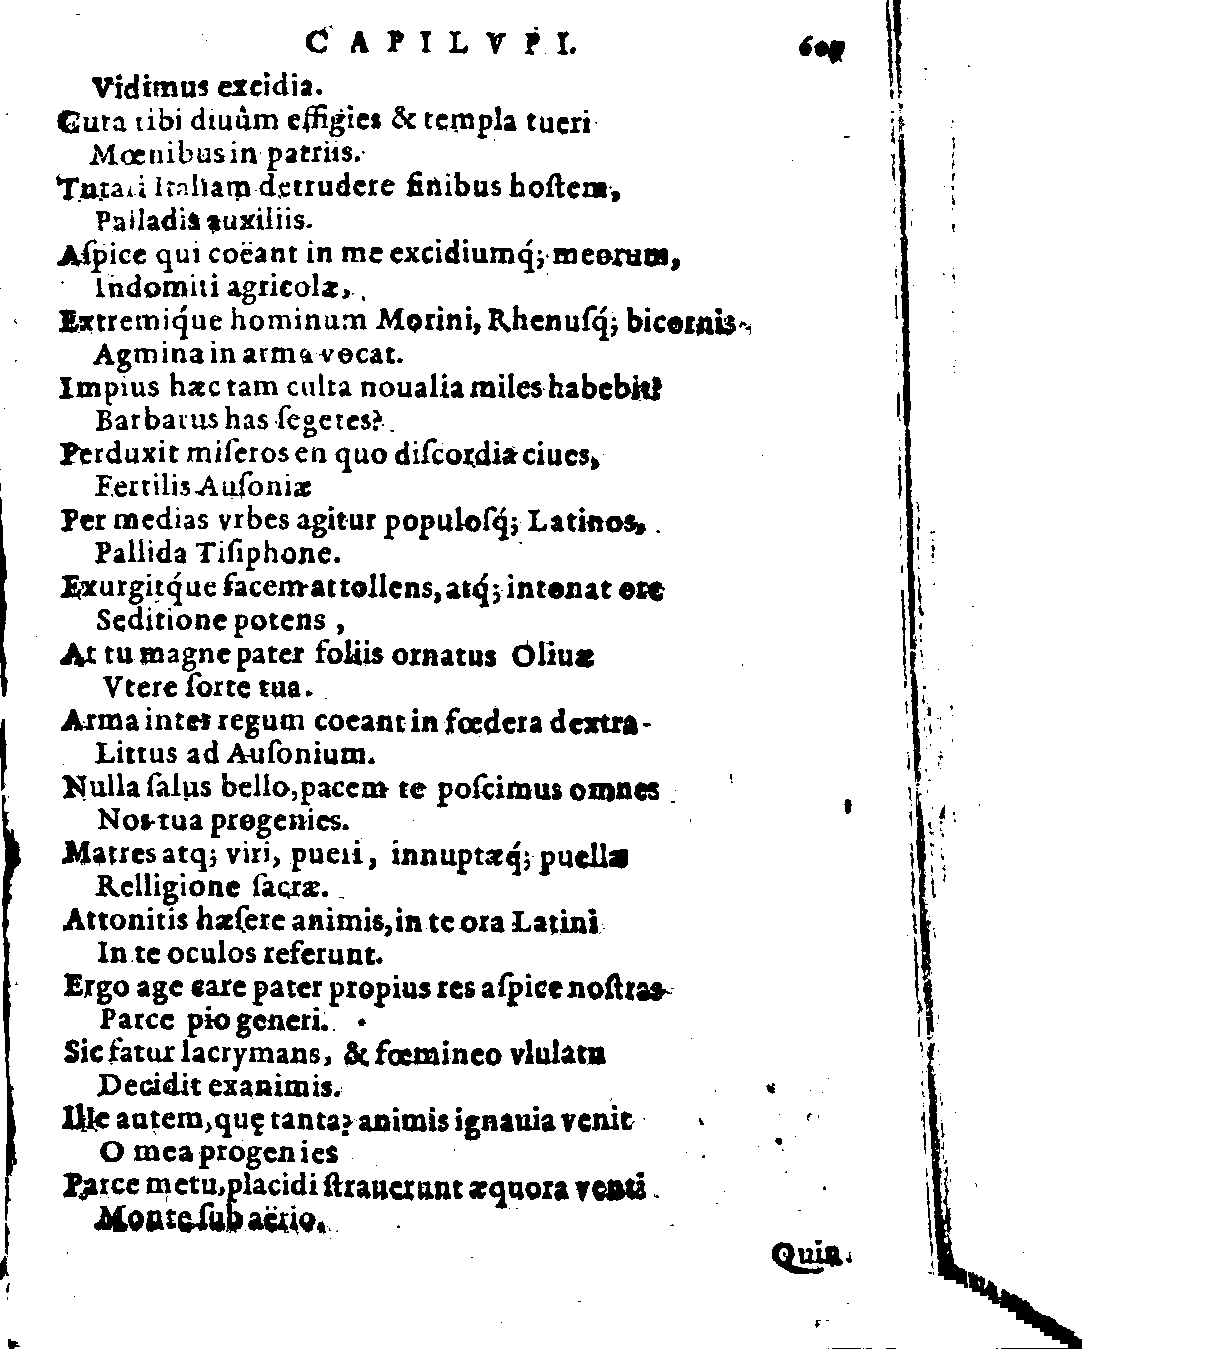 CAPILVPI.
Vidimus excidia.
Cura tibi diuûm effigies & templa tueri
Mœnibus in patriis.
Tutari Italiam detrudere finibus hoſtem,
Palladis auxiliis.
Aſpice qui coëant in me excidiumq́; meorum,
Indomiti agricolæ,
Extremiq́ue hominum Morini, Rhenuſq́; bicornis
Agmina in arma vocat.
Impius hæc tam culta noualia miles habebit?
Barbarus has ſegetes?
Perduxit miſeros en quo diſcordia ciues,
Fertilis Auſoniæ
Per medias vrbes agitur populoſq́; Latinos,
Pallida Tiſiphone.
Exurgitq́ue facem attollens, atq́; intonat ore
Seditione potens,
At tu magne pater foliis ornatus Oliuæ
Vtere ſorte tua.
Arma inter regum coeant in fœdera dextra
Littus ad Auſonium.
Nulla ſalus bello, pacem te poſcimus omnes
Nos tua progenies.
Matres atq; viri, pueri, innuptæq́; puellæ
Relligione ſacræ.
Attonitis hæſere animis, in te ora Latini
In te oculos referunt.
Ergo age care pater propius res aſpice noſtras
Parce pio generi.
Sic fatur lacrymans, & fœmineo vlulatu
Decidit exanimis.
Ille autem, quę tanta? animis ignauia venit
O mea progenies
Parce metu, placidi ſtrauerunt æquora venti
Monte ſub aërio.
Quin